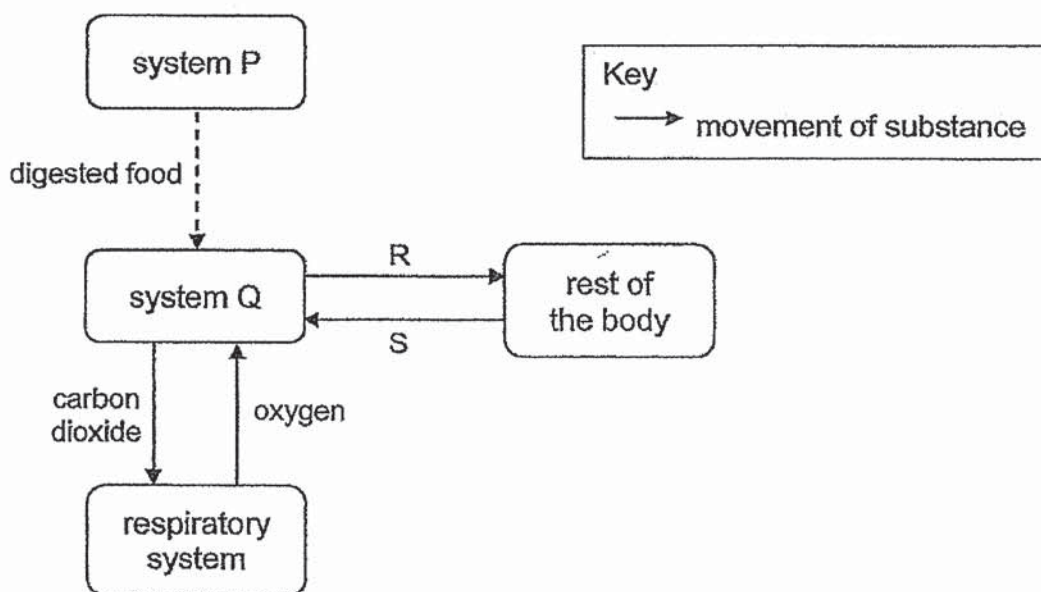 system P
Key
movement of substance
digested food
system Q
R
S
rest of
the body
carbon
dioxide
oxygen
respiratory
system